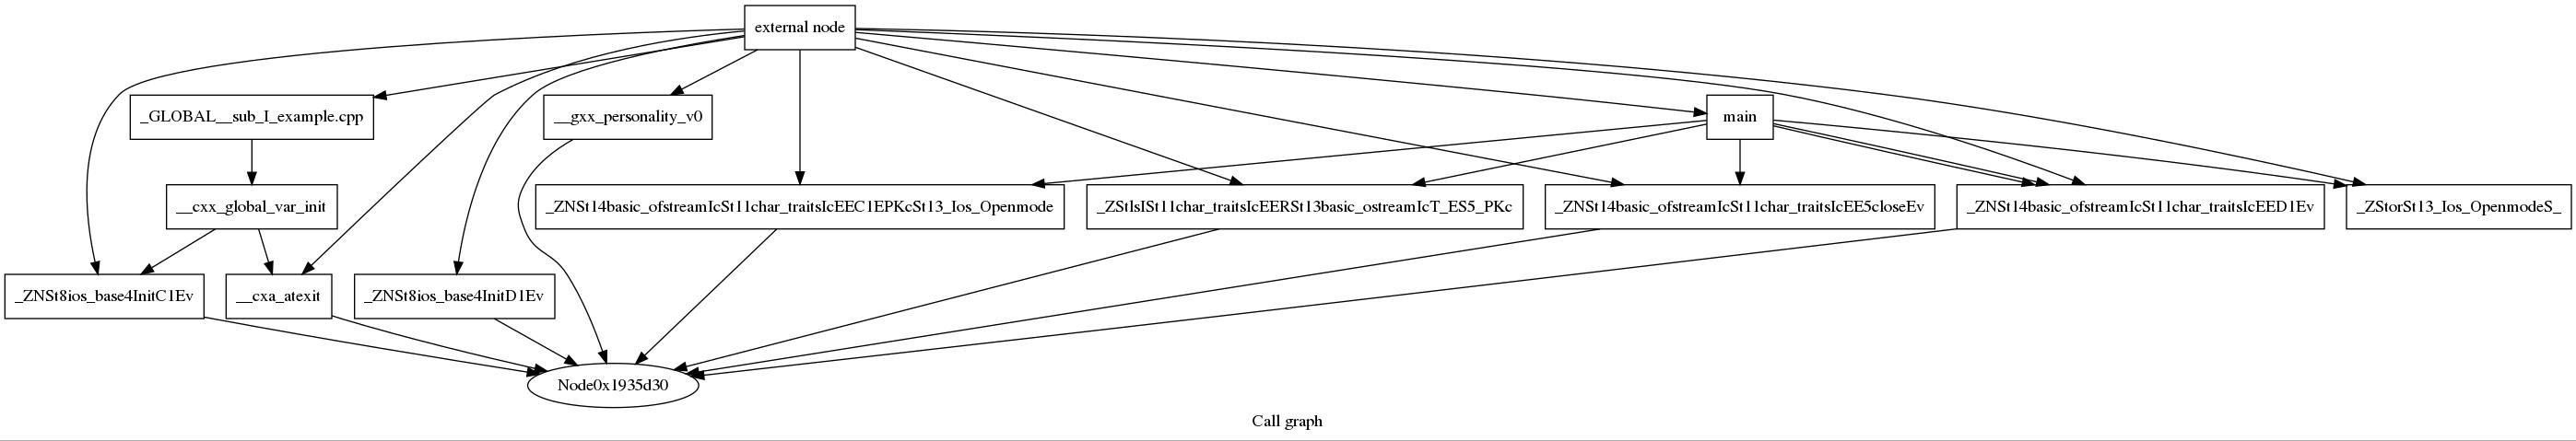 external node
_GLOBAL__sub_I_example.cpp
__gxx_personality_v0
main
__cxx_global_var_init
_ZNSt14basic_ofstreamIcSt11char_traitsIcEEC1EPKcSt13_Ios_Openmode
_ZStlsISt11char_traitsIcEERSt13basic_ostreamIcT_ES5_PKc
_ZNSt14basic_ofstreamIcSt11char_traitsIcEE5closeEv
_ZNSt14basic_ofstreamIcSt11char_traitsIcEED1Ev
_ZStorSt13_Ios_OpenmodeS_
_ZNSt8ios_base4InitC1Ev
__cxa_atexit
_ZNSt8ios_base4InitD1Ev
Node0x1935d30
Call graph